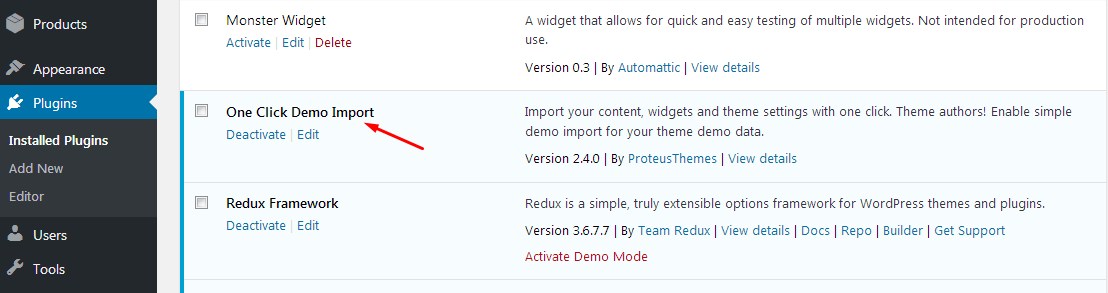 Products
Appearance
Plugins
Installed Plugins
Add New
Editor
Users
Tools
Monster Widget
Activate | Edit | Delete
A widget that allows for quick and easy testing of multiple widgets. Not intended for production
use.
Version 0.3 | By Automattic | View details
One Click Demo Import
Deactivate | Edit
Import your content, widgets and theme settings with one click. Theme authors! Enable simple
demo import for your theme demo data.
Version 2.4.0 | By ProteusThemes | View details
Redux Framework
Deactivate | Edit
Redux is a simple, truly extensible options framework for WordPress themes and plugins.
Version 3.6.7.7 | By Team Redux | View details | Docs | Repo | Builder | Get Support
Activate Demo Mode